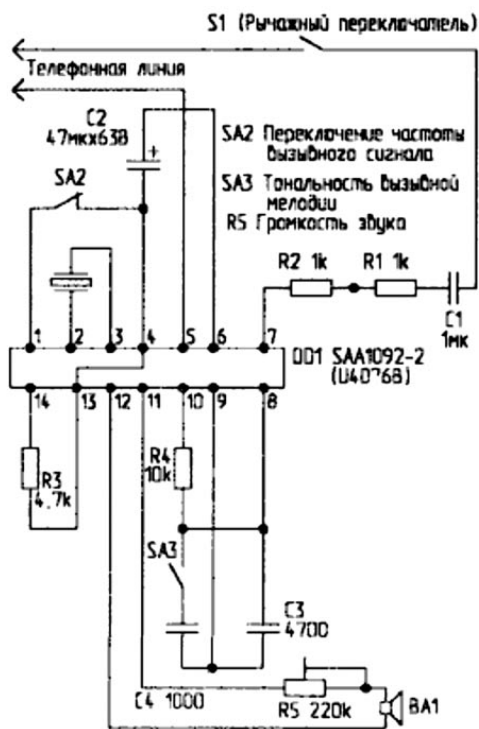 S1 (Рычажный переключатель)
Телефонная линия
C2
47мкх63В
SA2 Переключение частоты
вызывного сигнала
SA2
SA3 Тональность вызывной
мелодии
R5 Громкость звука
R2 1k
R1 1k
C1
1мк
1 2 3 4 5 6 7
DD1 SAA1092-2
(U4076B)
14 13 12 11 10 9 8
R3
4.7k
R4
10k
SA3
C3
4700
C4 1000
R5 220k
BA1